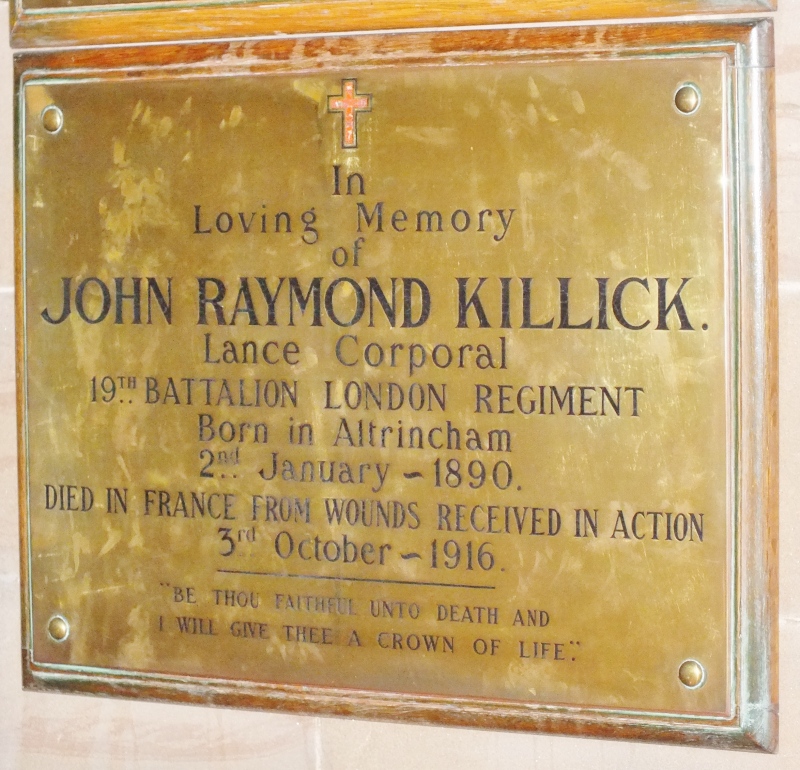 In
Loving Memory
of
JOHN RAYMOND KILLICK.
Lance Corporal
19TH BATTALION LONDON REGIMENT
Born in Altrincham
2nd January ~ 1890.
DIED IN FRANCE FROM WOUNDS RECEIVED IN ACTION
3rd October ~ 1916.
"BE THOU FAITHFUL UNTO DEATH AND
I WILL GIVE THEE A CROWN OF LIFE".